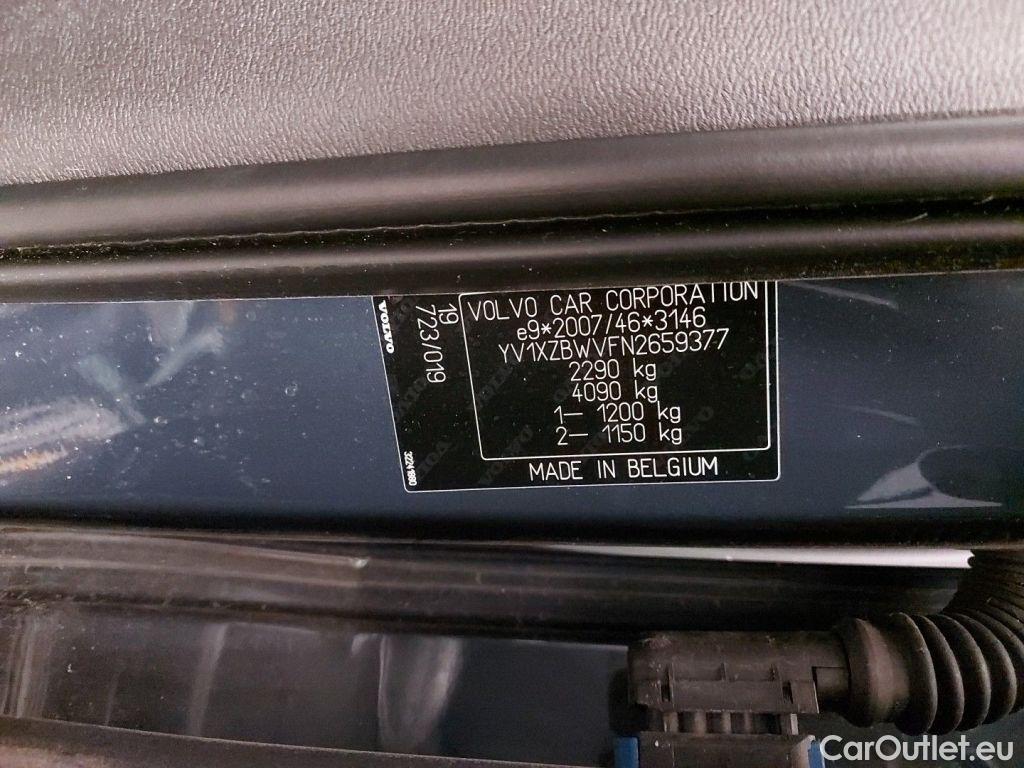 VOLVO CAR CORPORATION
e9*2007/46*3146
YV1XZBWVFN2659377
2290 kg
4090 kg
1– 1200 kg
2– 1150 kg
MADE IN BELGIUM
19
723/019
VOLVO
CarOutlet.eu